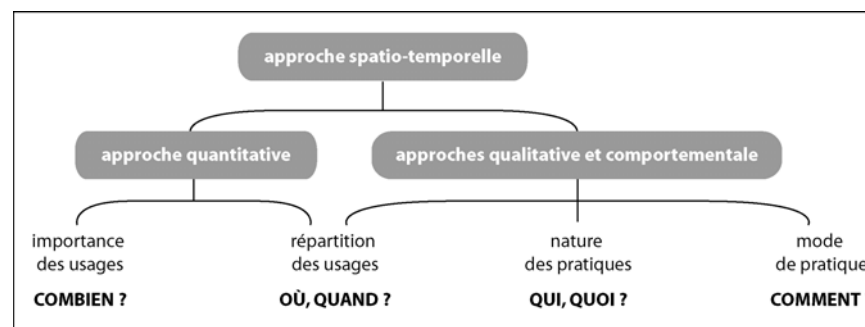 approche spatio-temporelle
approche quantitative
approches qualitative et comportementale
importance
des usages
COMBIEN ?
répartition
des usages
OÙ, QUAND ?
nature
des pratiques
QUI, QUOI ?
mode
de pratique
COMMENT